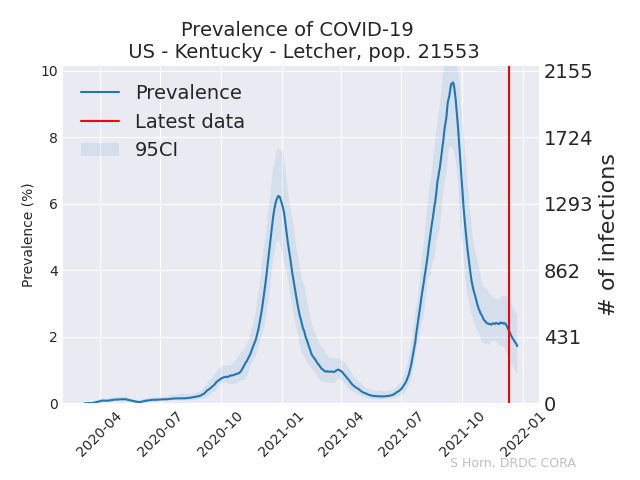 Prevalence of COVID-19
US - Kentucky - Letcher, pop. 21553
Prevalence
Latest data
95CI
Prevalence (%)
10
8
6
4
2
0
2155
1724
1293
862
431
0
# of infections
2020-04
2020-07
2020-10
2021-01
2021-04
2021-07
2021-10
2022-01
S Horn, DRDC CORA